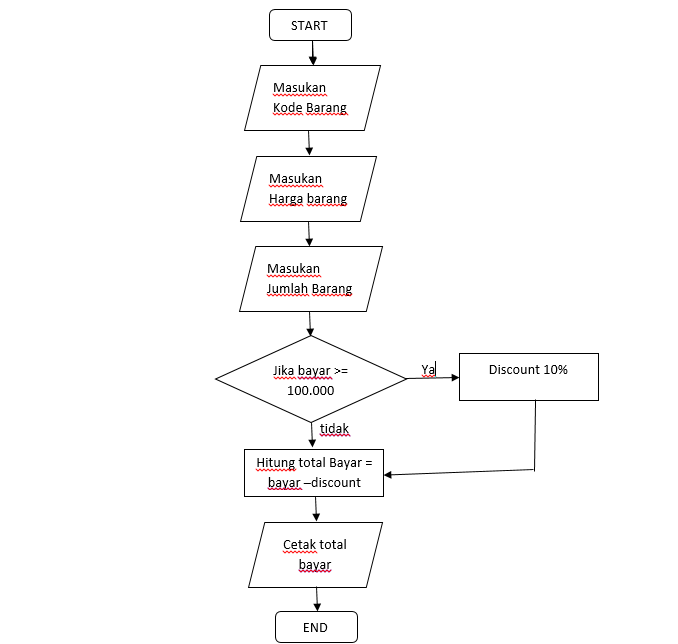 START
Masukan
Kode Barang
Masukan
Harga barang
Masukan
Jumlah Barang
Jika bayar >=
100.000
Ya
Discount 10%
tidak
Hitung total Bayar =
bayar –discount
Cetak total
bayar
END